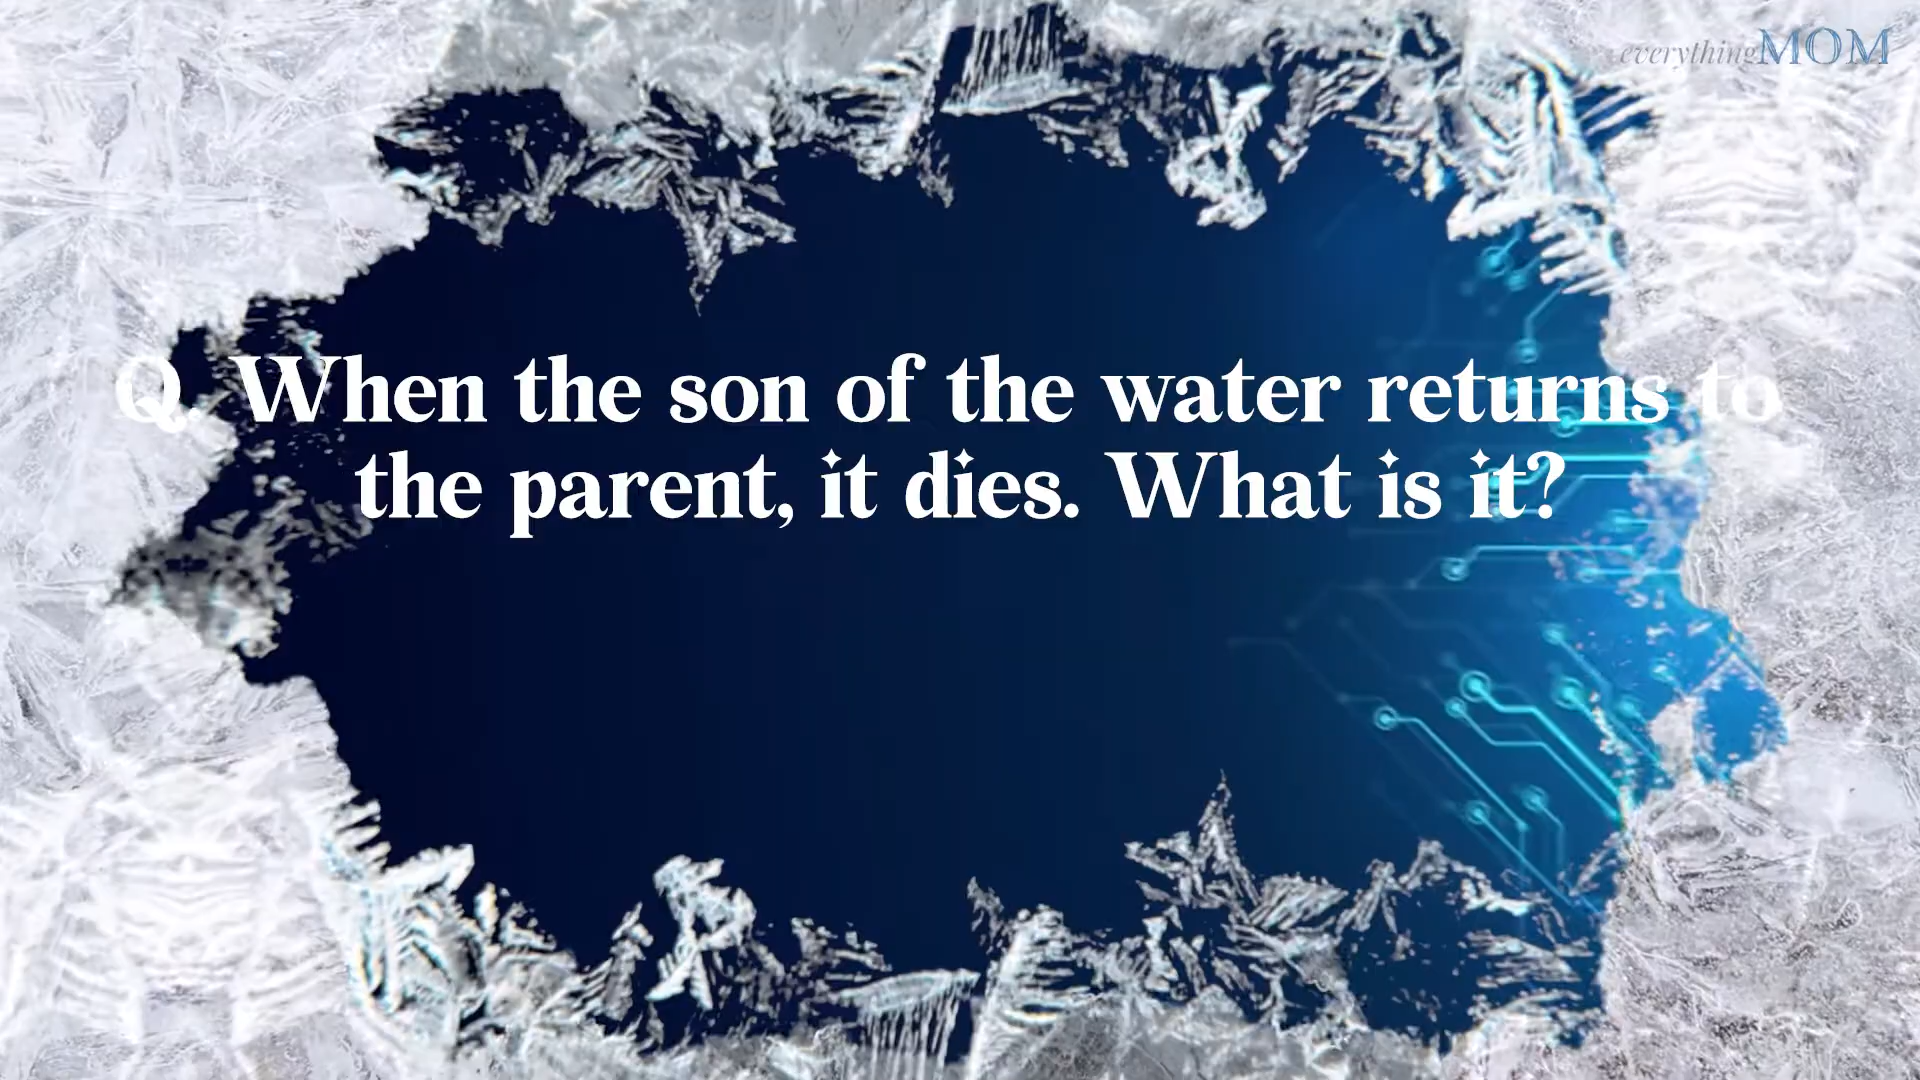 everythingMOM
Q. When the son of the water returns to
the parent, it dies. What is it?